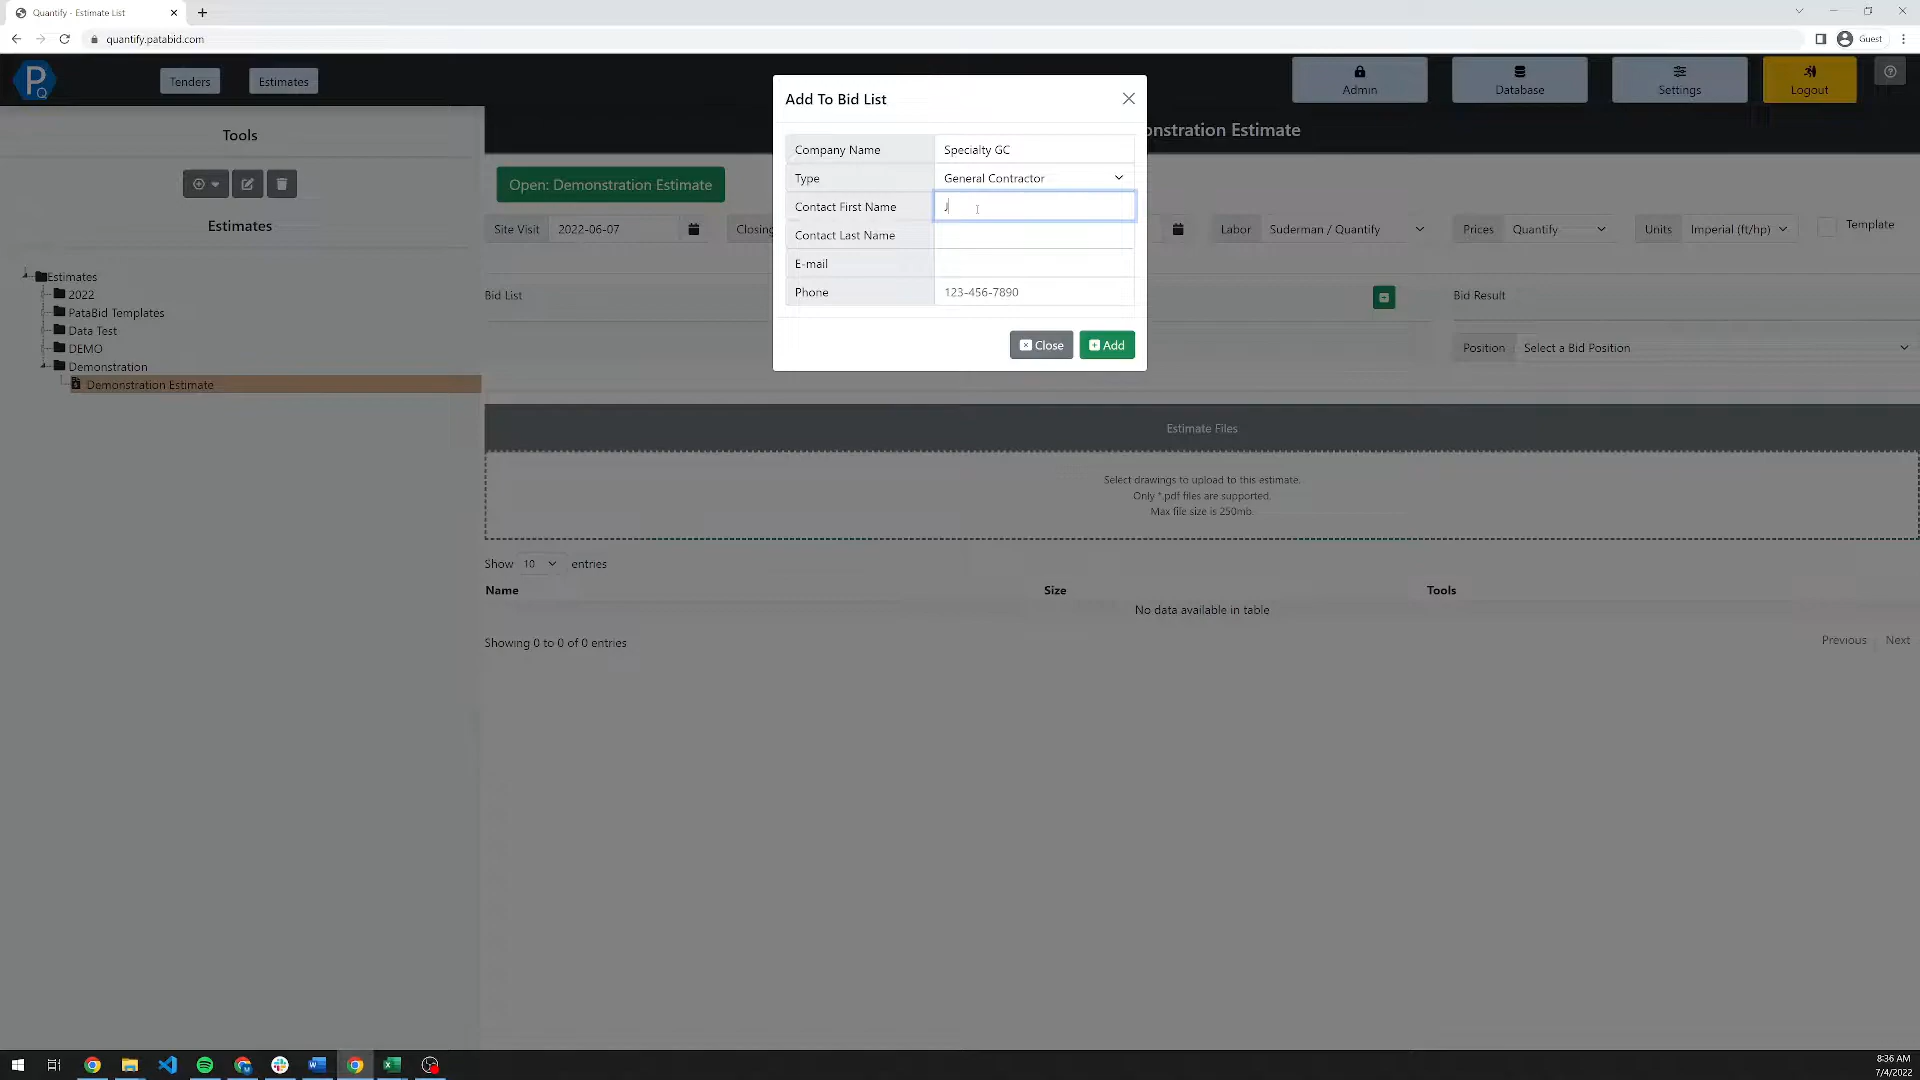 Quantify - Estimate List
quantify.patabid.com
Guest
PQ
Tenders
Estimates
Admin
Database
Settings
Logout
Tools
Estimates
Estimates
2022
PataBid Templates
Data Test
DEMO
Demonstration
Demonstration Estimate
Add To Bid List
Company Name
Specialty GC
Type
General Contractor
Contact First Name
J
Contact Last Name
E-mail
Phone
123-456-7890
Close
Add
onstration Estimate
Open: Demonstration Estimate
Site Visit
2022-06-07
Closing
Labor
Suderman / Quantify
Prices
Quantify
Units
Imperial (ft/hp)
Template
Bid List
Bid Result
Position
Select a Bid Position
Estimate Files
Select drawings to upload to this estimate.
Only *.pdf files are supported.
Max file size is 250mb.
Show 10 entries
Name
Size
Tools
No data available in table
Showing 0 to 0 of 0 entries
Previous
Next
8:36 AM
7/4/2022